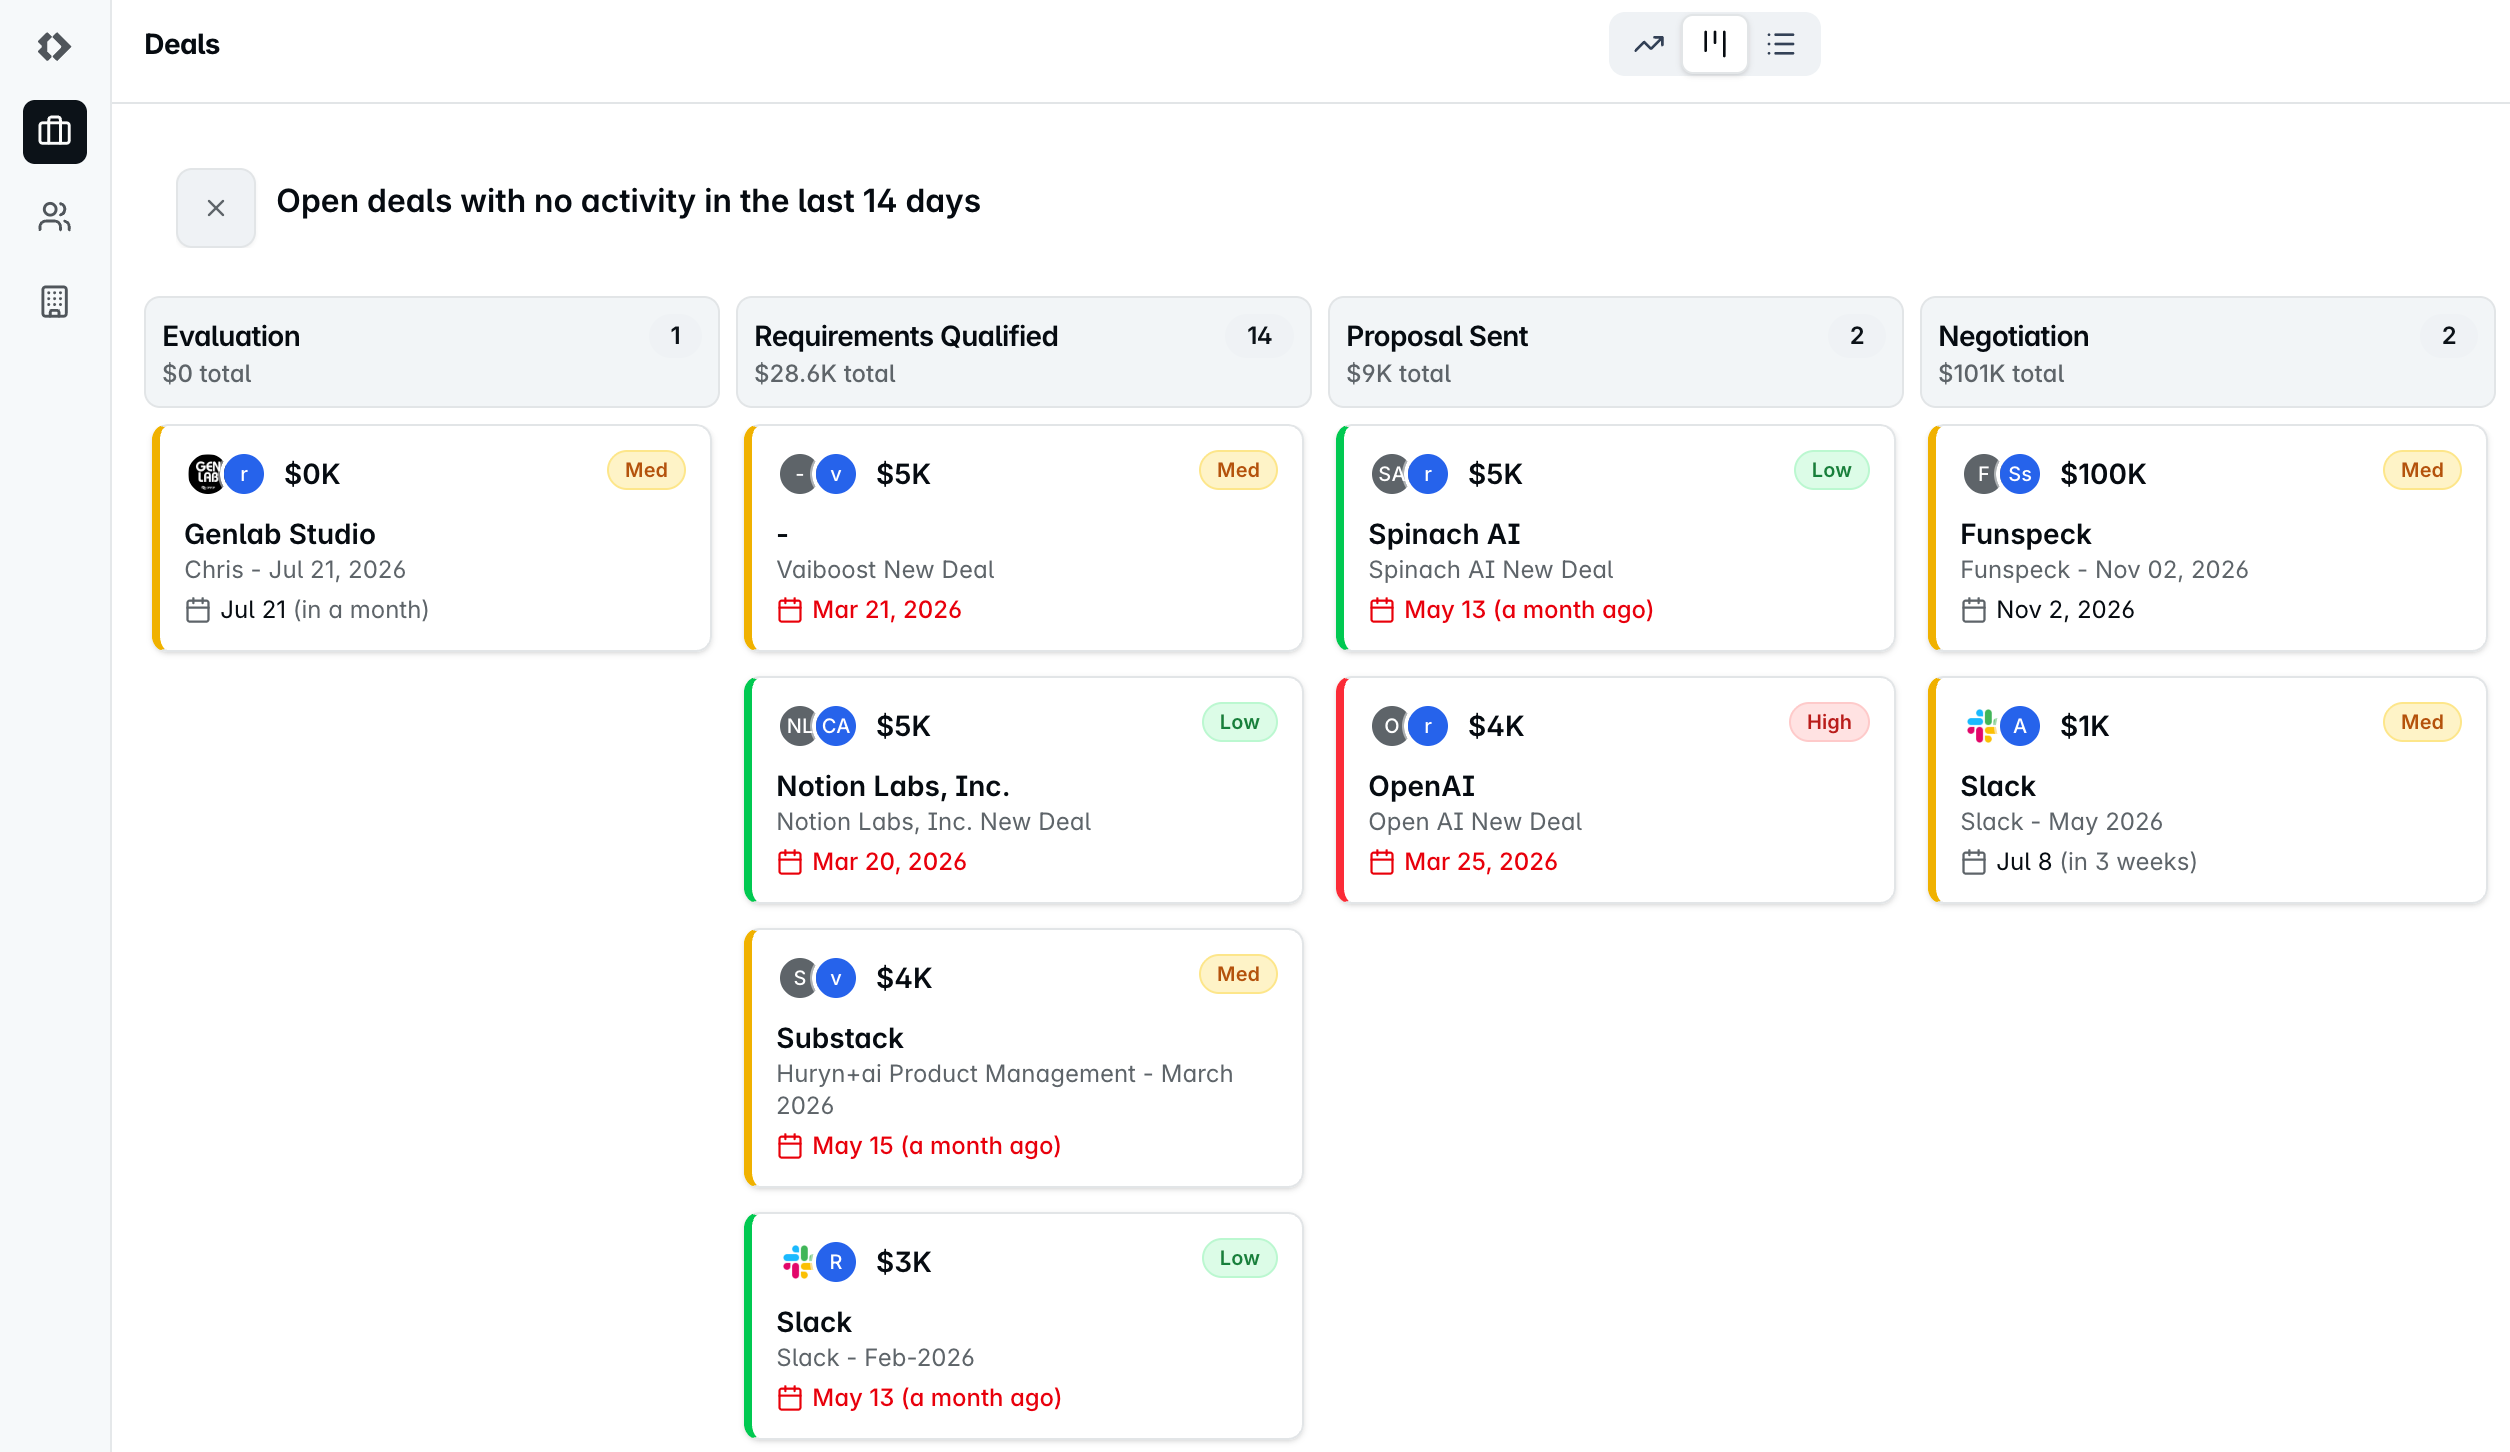 Deals
Open deals with no activity in the last 14 days
Evaluation
1
$0 total
GEN
LAB
r
$0K
Med
Genlab Studio
Chris - Jul 21, 2026
Jul 21 (in a month)
Requirements Qualified
14
$28.6K total
-
v
$5K
Med
-
Vaiboost New Deal
Mar 21, 2026
NL
CA
$5K
Low
Notion Labs, Inc.
Notion Labs, Inc. New Deal
Mar 20, 2026
S
v
$4K
Med
Substack
Huryn+ai Product Management - March
2026
May 15 (a month ago)
R
$3K
Low
Slack
Slack - Feb-2026
May 13 (a month ago)
Proposal Sent
2
$9K total
SA
r
$5K
Low
Spinach AI
Spinach AI New Deal
May 13 (a month ago)
O
r
$4K
High
OpenAI
Open AI New Deal
Mar 25, 2026
Negotiation
2
$101K total
F
Ss
$100K
Med
Funspeck
Funspeck - Nov 02, 2026
Nov 2, 2026
A
$1K
Med
Slack
Slack - May 2026
Jul 8 (in 3 weeks)